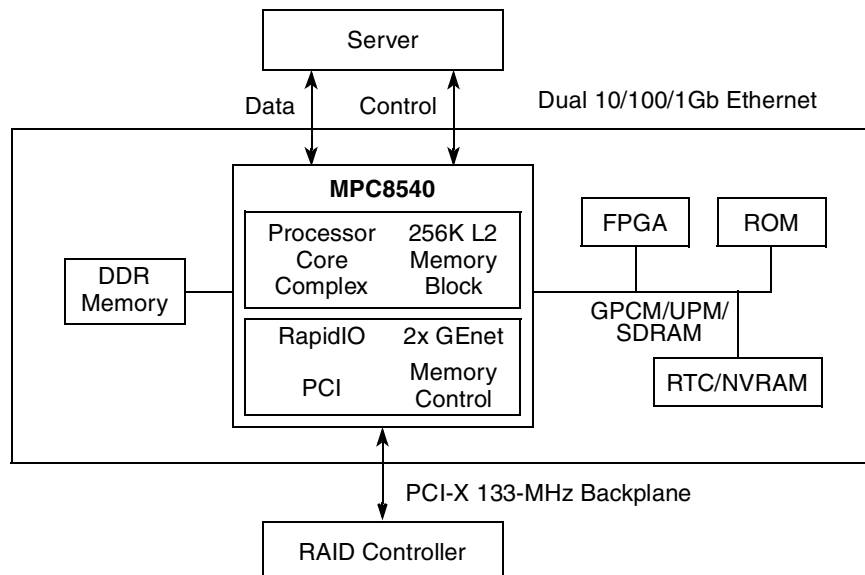 Server
Data
Control
Dual 10/100/1Gb Ethernet
MPC8540
Processor
Core
Complex
256K L2
Memory
Block
RapidIO
2x GEnet
PCI
Memory
Control
DDR
Memory
FPGA
ROM
GPCM/UPM/
SDRAM
RTC/NVRAM
PCI-X 133-MHz Backplane
RAID Controller